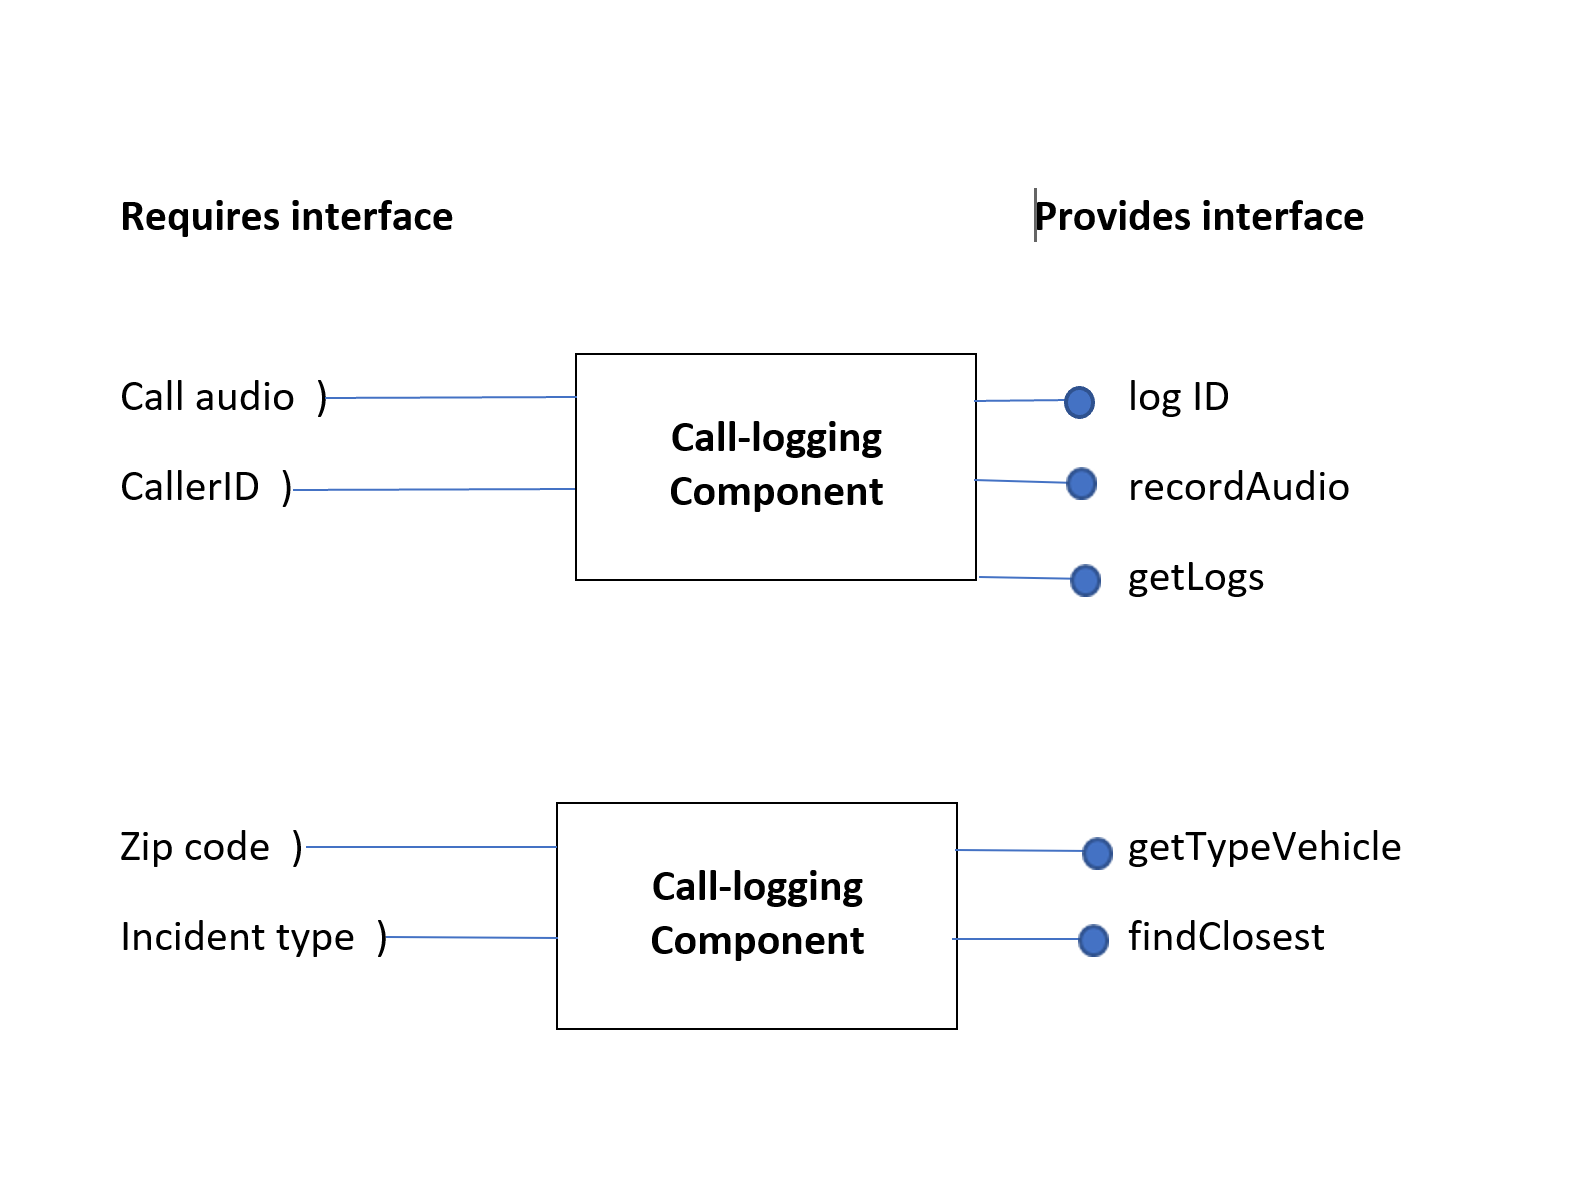 Requires interface
Provides interface
Call audio )
CallerID )
Call-logging
Component
log ID
recordAudio
getLogs
Zip code )
Incident type )
Call-logging
Component
getTypeVehicle
findClosest